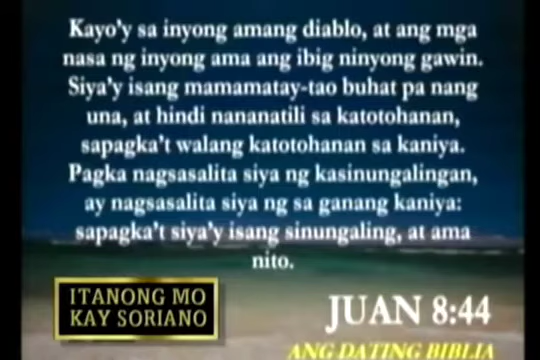 Kayo'y sa inyong amang diablo, at ang mga
nasa ng inyong ama ang ibig ninyong gawin.
Siya'y isang mamamatay-tao buhat pa nang
una, at hindi nananatili sa katotohanan,
sapagka't walang katotohanan sa kaniya.
Pagka nagsasalita siya ng kasinungalingan,
ay nagsasalita siya ng sa ganang kaniya:
sapagka't siya'y isang sinungaling, at ama
nito.
ITANONG MO
KAY SORIANO
JUAN 8:44
ANG DATING BIBLIA